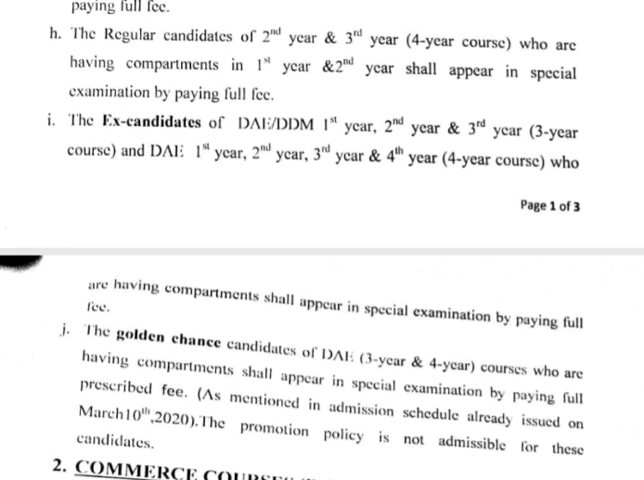 paying full fee.
h. The Regular candidates of 2nd year & 3rd year (4-year course) who are
having compartments in 1st year &2nd year shall appear in special
examination by paying full fee.
i. The Ex-candidates of DAE/DDM 1st year, 2nd year & 3rd year (3-year
course) and DAE 1st year, 2nd year, 3rd year & 4th year (4-year course) who
Page 1 of 3
are having compartments shall appear in special examination by paying full
fee.
j. The golden chance candidates of DAE (3-year & 4-year) courses who are
having compartments shall appear in special examination by paying full
prescribed fee. (As mentioned in admission schedule already issued on
March10th,2020).The promotion policy is not admissible for these
candidates.
2. COMMERCE